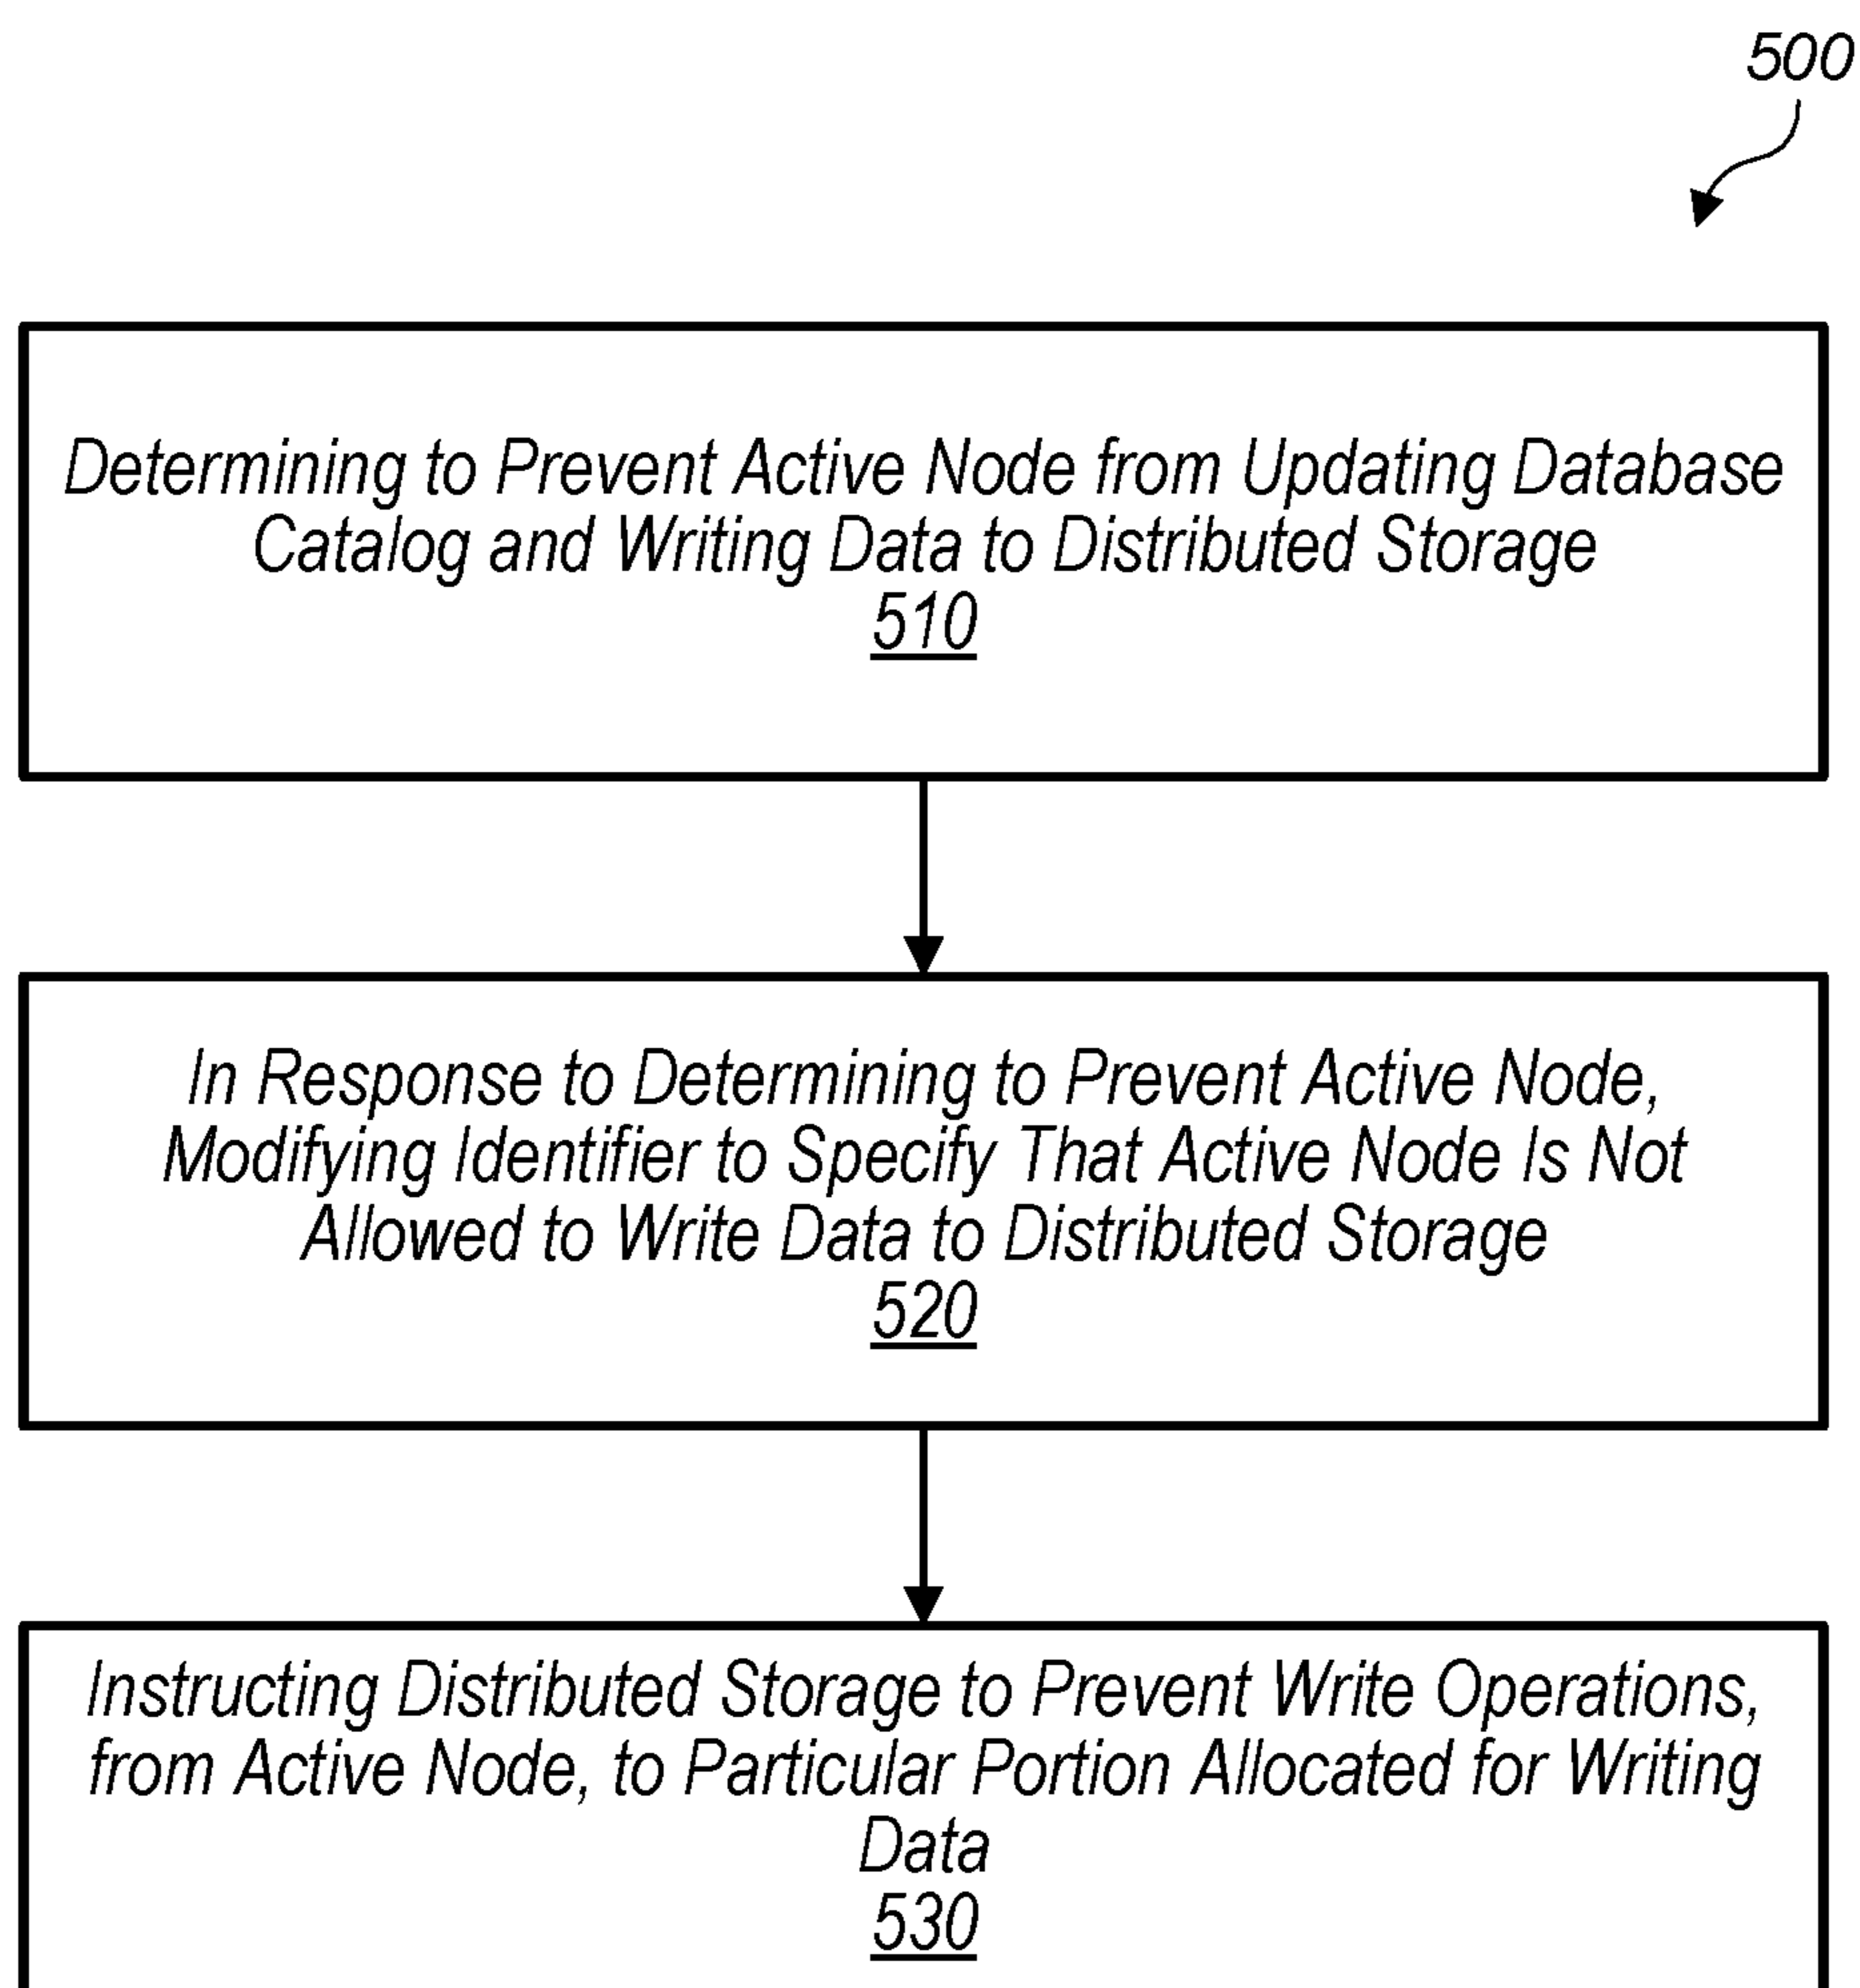 500
Determining to Prevent Active Node from Updating Database
Catalog and Writing Data to Distributed Storage
510
In Response to Determining to Prevent Active Node,
Modifying Identifier to Specify That Active Node Is Not
Allowed to Write Data to Distributed Storage
520
Instructing Distributed Storage to Prevent Write Operations,
from Active Node, to Particular Portion Allocated for Writing
Data
530